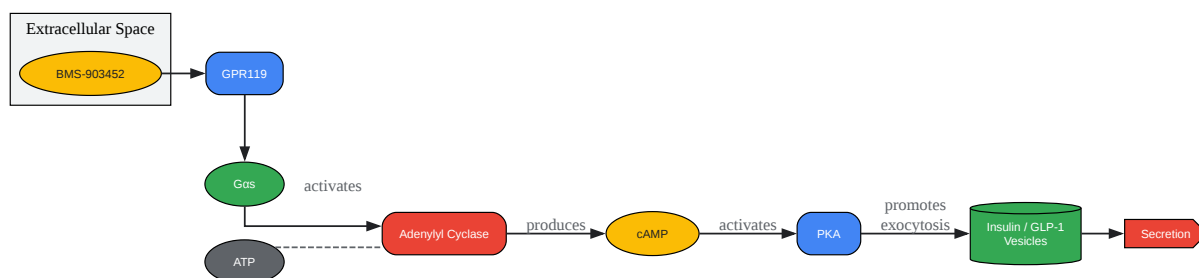 Extracellular Space
BMS-903452
GPR119
Gαs
activates
ATP
Adenylyl Cyclase
produces
cAMP
activates
PKA
promotes
exocytosis
Insulin / GLP-1
Vesicles
Secretion